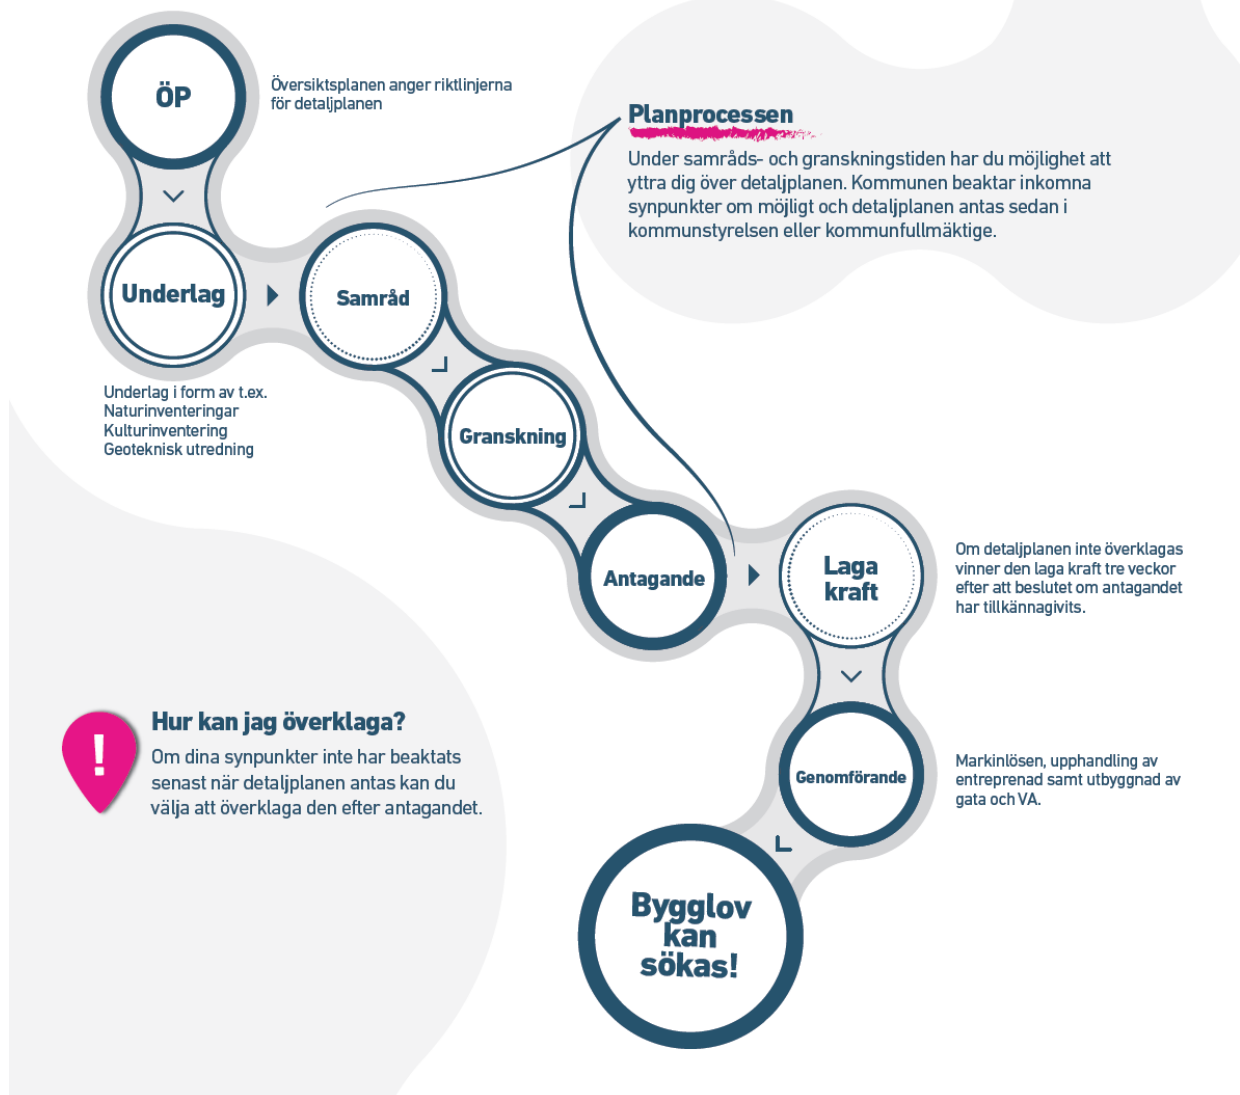 ÖP
Översiktsplanen anger riktlinjerna
för detaljplanen
Planprocessen
Under samråds- och granskningstiden har du möjlighet att
yttra dig över detaljplanen. Kommunen beaktar inkomna
synpunkter om möjligt och detaljplanen antas sedan i
kommunstyrelsen eller kommunfullmäktige.
Underlag
Samråd
Underlag i form av t.ex.
Naturinventeringar
Kulturinventering
Geoteknisk utredning
Granskning
Antagande
Laga
kraft
Om detaljplanen inte överklagas
vinner den laga kraft tre veckor
efter att beslutet om antagandet
har tillkännagivits.
Hur kan jag överklaga?
!
Om dina synpunkter inte har beaktats
senast när detaljplanen antas kan du
välja att överklaga den efter antagandet.
Genomförande
Markinlösen, upphandling av
entreprenad samt utbyggnad av
gata och VA.
Bygglov
kan
sökas!